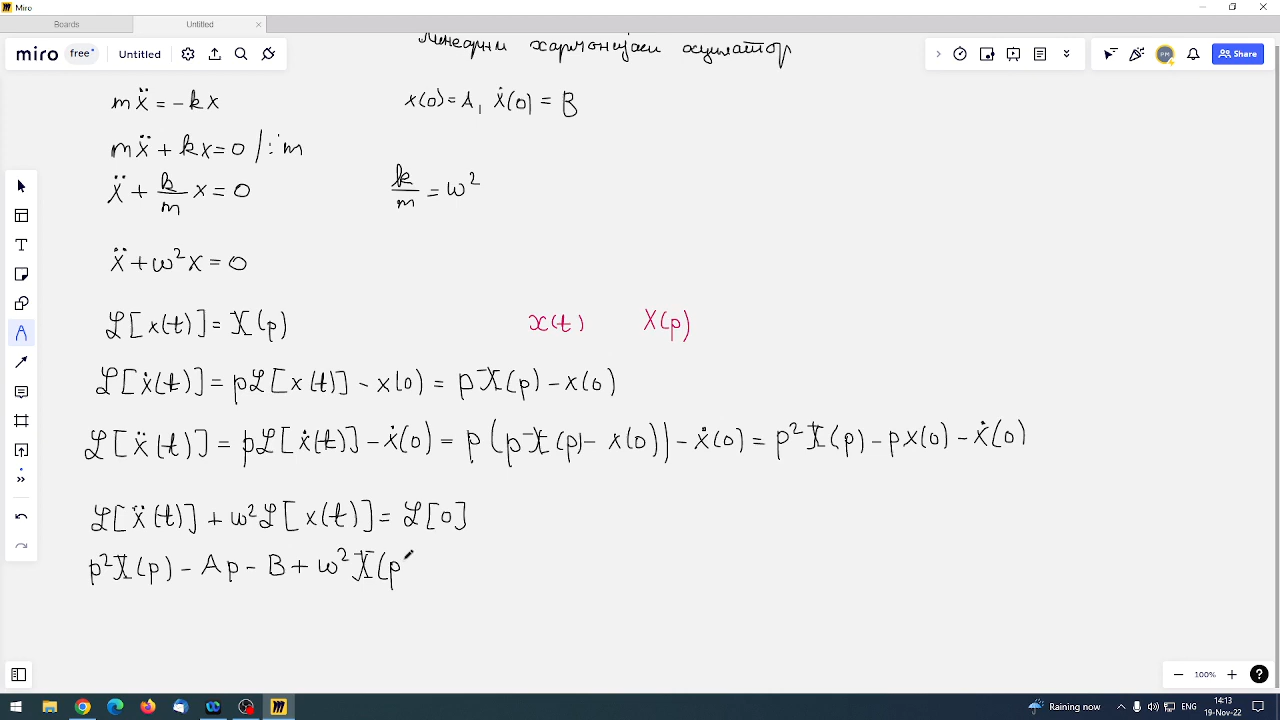 Miro
Boards
Untitled
miro free Untitled
Share
Линеарни хармонијски осцилатор
mẍ = -kx
x(0) = A, ẋ(0) = B
mẍ + kx = 0 /:m
ẍ + k/m x = 0
k/m = ω²
ẍ + ω²x = 0
ℒ[x(t)] = X(p)
x(t) X(p)
ℒ[ẋ(t)] = pℒ[x(t)] - x(0) = pX(p) - x(0)
ℒ[ẍ(t)] = pℒ[ẋ(t)] - ẋ(0) = p(pX(p) - x(0)) - ẋ(0) = p²X(p) - px(0) - ẋ(0)
ℒ[ẍ(t)] + ω²ℒ[x(t)] = ℒ[0]
p²X(p) - Ap - B + ω²X(p
100%
Raining now
ENG
14:13
19-Nov-22